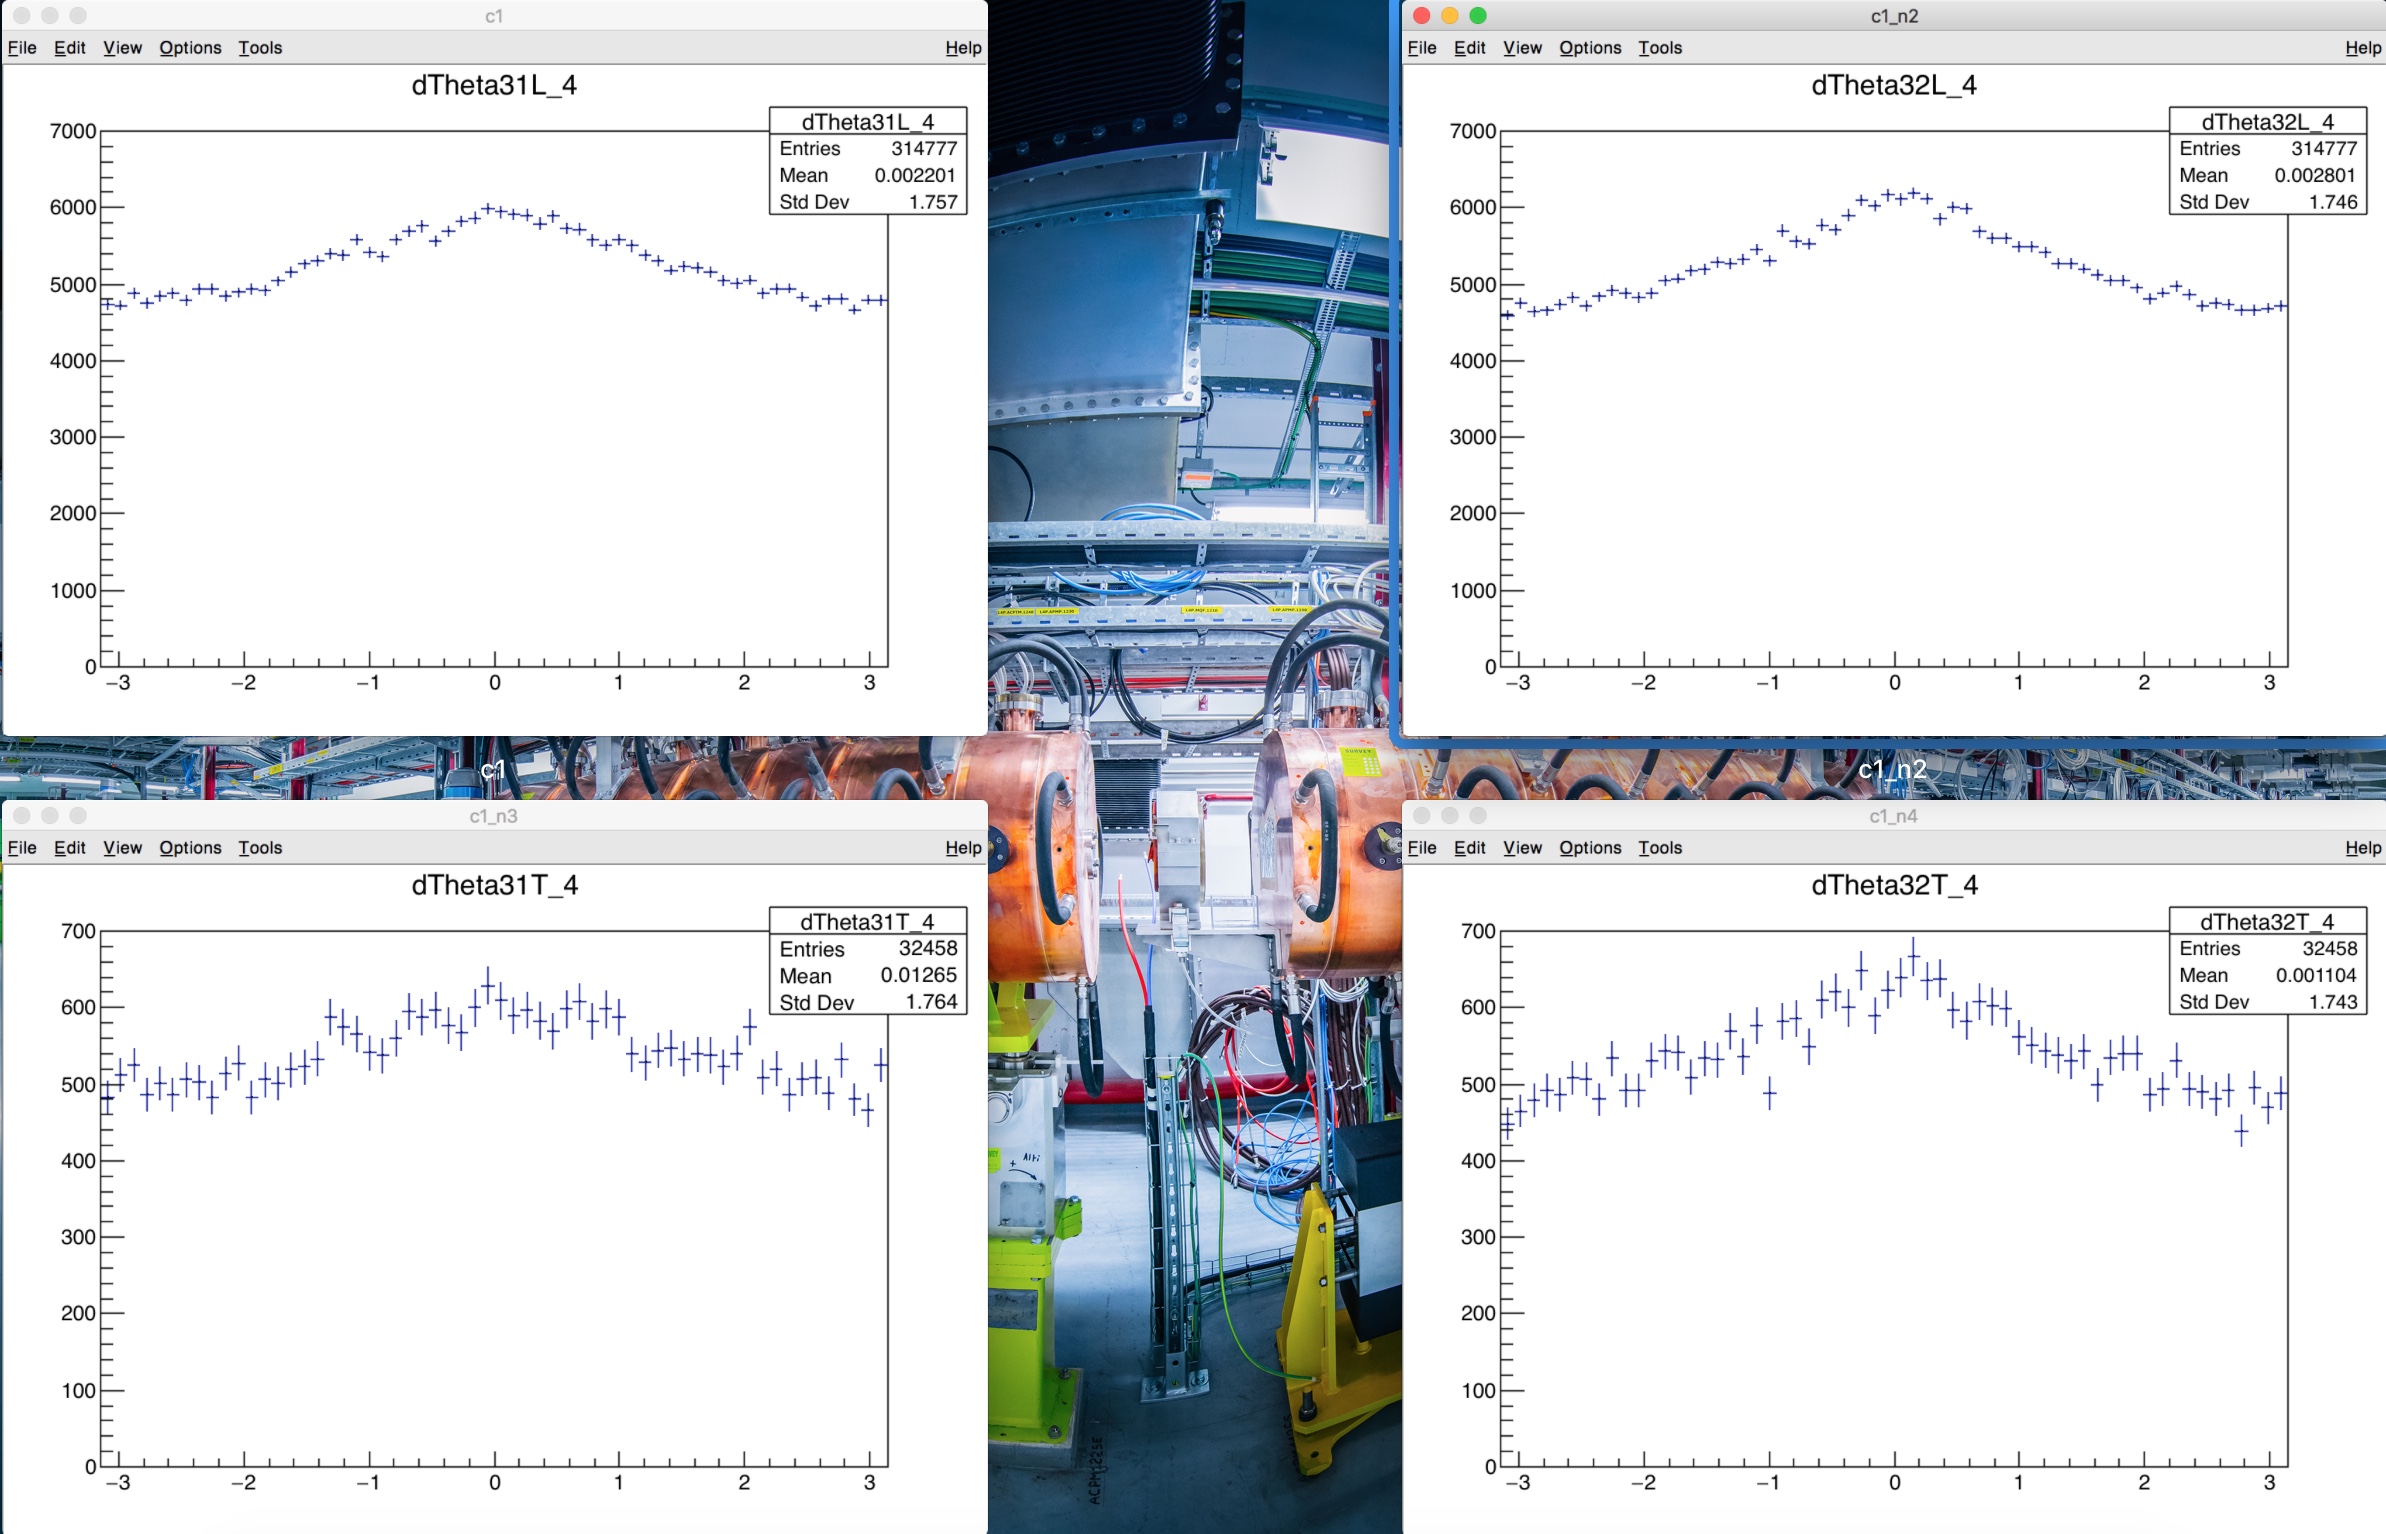 c1
File Edit View Options Tools Help
dTheta31L_4
dTheta31L_4
Entries 314777
Mean 0.002201
Std Dev 1.757
7000
6000
5000
4000
3000
2000
1000
0
−3 −2 −1 0 1 2 3
c1_n2
File Edit View Options Tools Help
dTheta32L_4
dTheta32L_4
Entries 314777
Mean 0.002801
Std Dev 1.746
7000
6000
5000
4000
3000
2000
1000
0
−3 −2 −1 0 1 2 3
c1
c1_n2
c1_n3
File Edit View Options Tools Help
dTheta31T_4
dTheta31T_4
Entries 32458
Mean 0.01265
Std Dev 1.764
700
600
500
400
300
200
100
0
−3 −2 −1 0 1 2 3
c1_n4
File Edit View Options Tools Help
dTheta32T_4
dTheta32T_4
Entries 32458
Mean 0.001104
Std Dev 1.743
700
600
500
400
300
200
100
0
−3 −2 −1 0 1 2 3